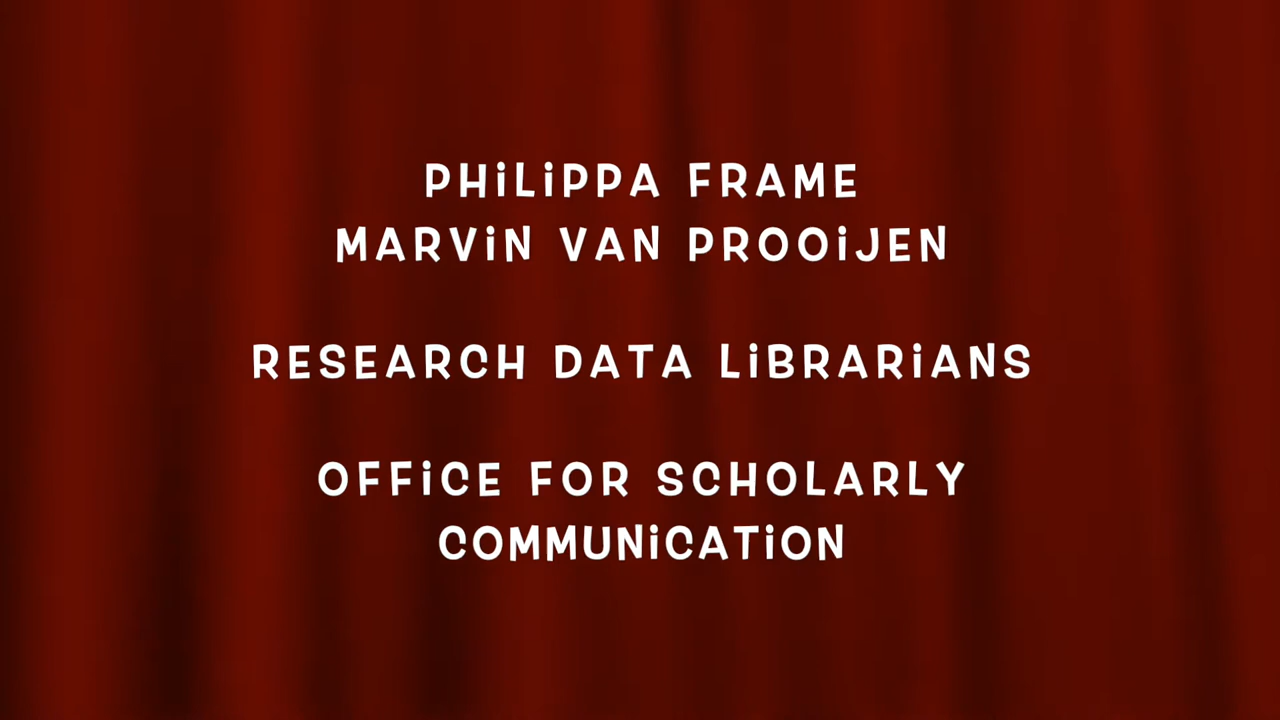 PHiLiPPA FRAME
MARViN VAN PROOiJEN
RESEARCH DATA LiBRARiANS
OFFiCE FOR SCHOLARLY
COMMUNiCATiON